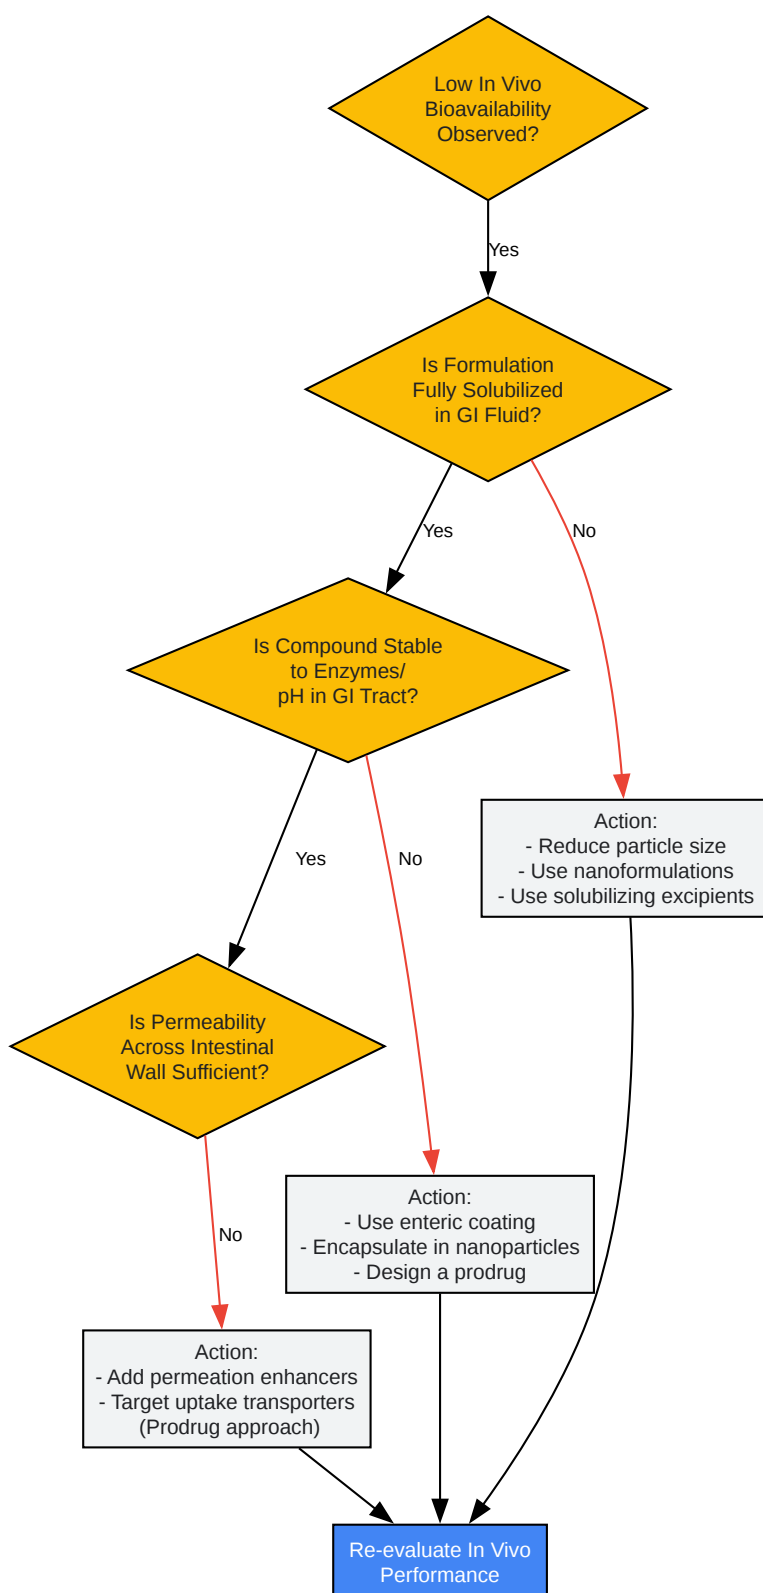 Low In Vivo
Bioavailability
Observed?
Yes
Is Formulation
Fully Solubilized
in GI Fluid?
Yes
No
Is Compound Stable
to Enzymes/
pH in GI Tract?
Yes
No
Action:
- Reduce particle size
- Use nanoformulations
- Use solubilizing excipients
Is Permeability
Across Intestinal
Wall Sufficient?
No
Action:
- Use enteric coating
- Encapsulate in nanoparticles
- Design a prodrug
Action:
- Add permeation enhancers
- Target uptake transporters
(Prodrug approach)
Re-evaluate In Vivo
Performance